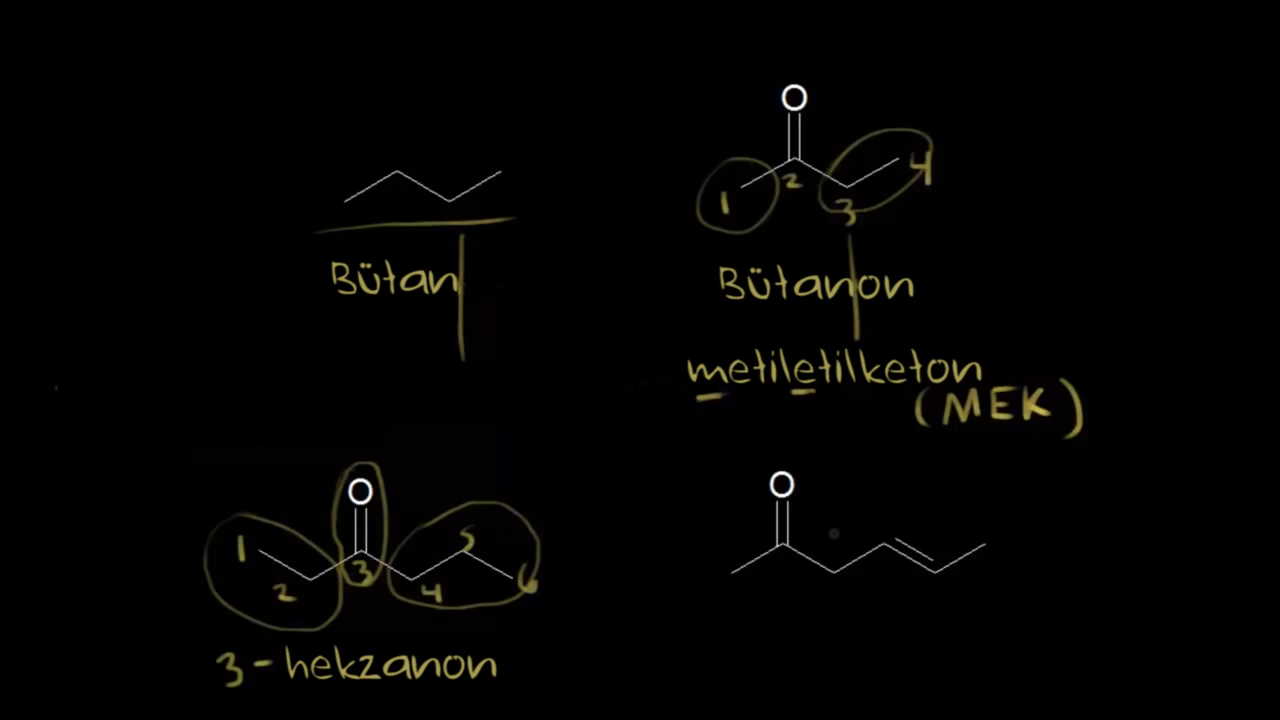 O
1 2 3 4
Bütan
Bütanon
metiletilketon
(MEK)
O
1 2 3 4 5 6
3-hekzanon
O